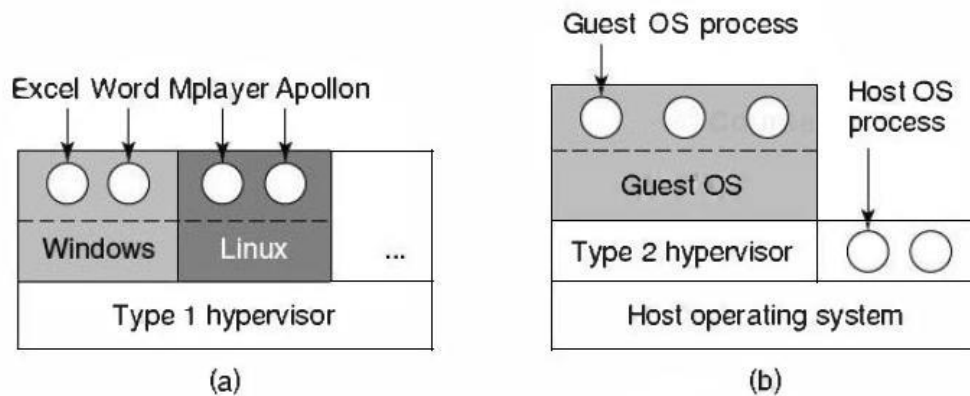 Excel Word Mplayer Apollon
Windows
Linux
...
Type 1 hypervisor
(a)
Guest OS process
Host OS
process
Guest OS
Type 2 hypervisor
Host operating system
(b)